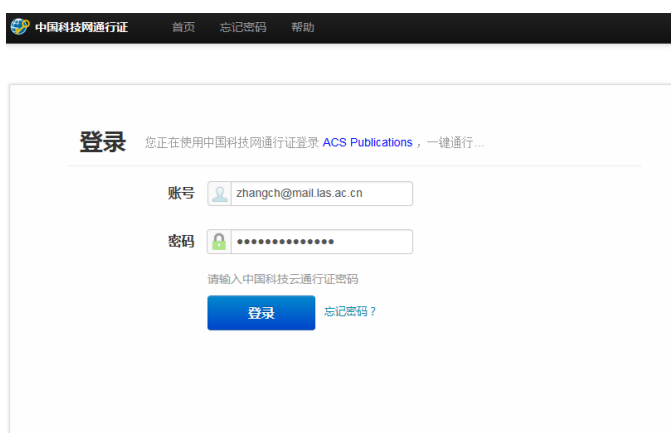 中国科技网通行证 首页 忘记密码 帮助
登录 您正在使用中国科技网通行证登录 ACS Publications ，一键通行...
账号 zhangch@mail.las.ac.cn
密码 ••••••••••••••
请输入中国科技云通行证密码
登录 忘记密码？